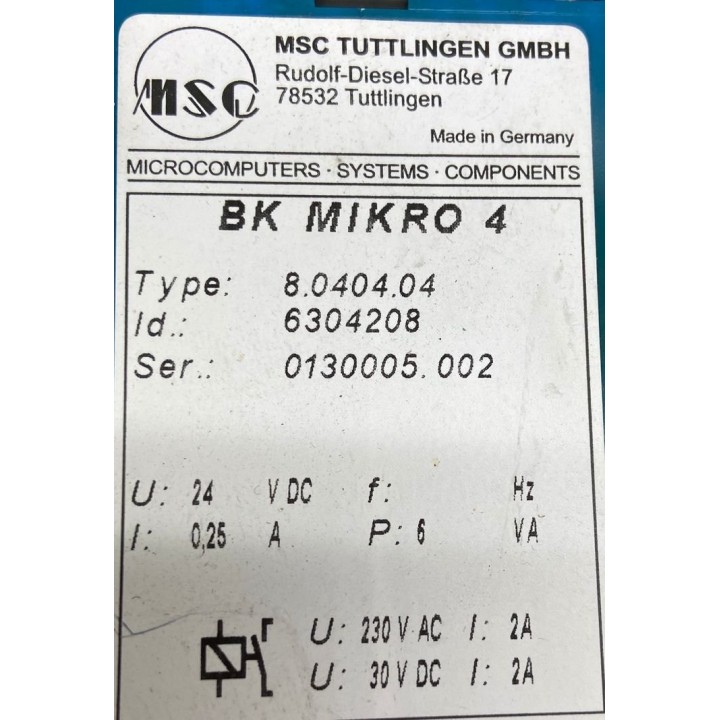 MSC
MSC TUTTLINGEN GMBH
Rudolf-Diesel-Straße 17
78532 Tuttlingen
Made in Germany
MICROCOMPUTERS · SYSTEMS · COMPONENTS
BK MIKRO 4
Type: 8.0404.04
Id.: 6304208
Ser.: 0130005.002
U: 24 V DC f: Hz
I: 0,25 A P: 6 VA
U: 230 V AC I: 2A
U: 30 V DC I: 2A